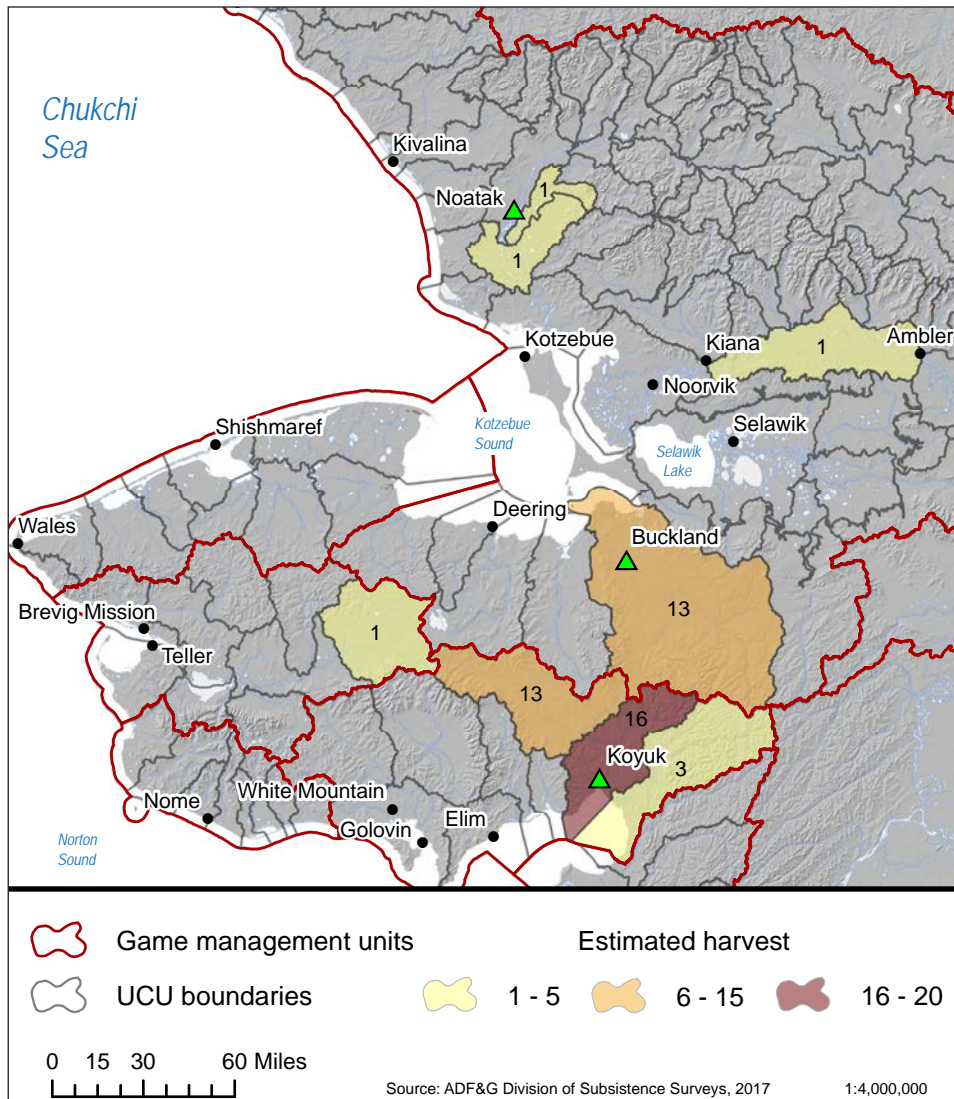 Chukchi
Sea
Kivalina
Noatak
1
1
Kotzebue
Kiana
1
Ambler
Noorvik
Shishmaref
Kotzebue
Sound
Selawik
Selawik
Lake
Deering
Wales
Buckland
13
Brevig Mission
1
Teller
13
16
Koyuk
3
Nome
White Mountain
Golovin
Elim
Norton
Sound
Game management units
Estimated harvest
UCU boundaries
1 - 5
6 - 15
16 - 20
0 15 30 60 Miles
Source: ADF&G Division of Subsistence Surveys, 2017
1:4,000,000